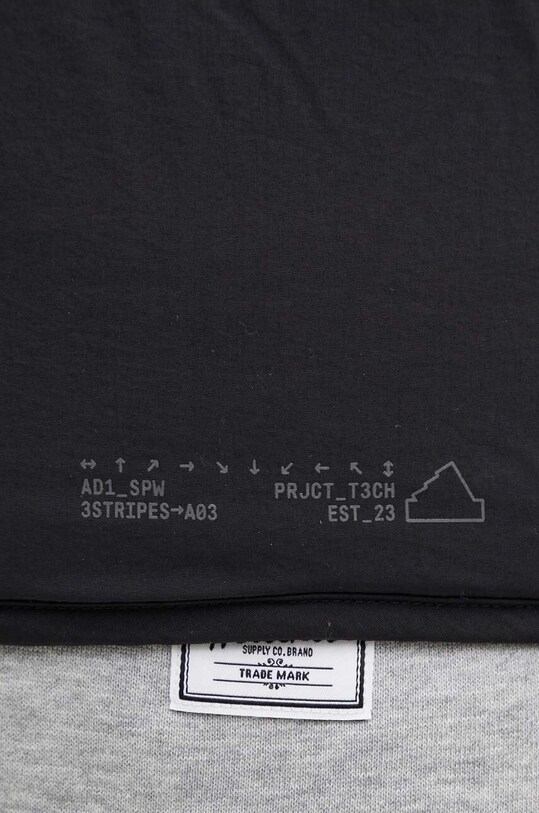 ↔ ↑ ↗ → ↘ ↓ ↙ ← ↖ ↕
AD1_SPW PRJCT_T3CH
3STRIPES→A03 EST_23
SUPPLY CO. BRAND
TRADE MARK